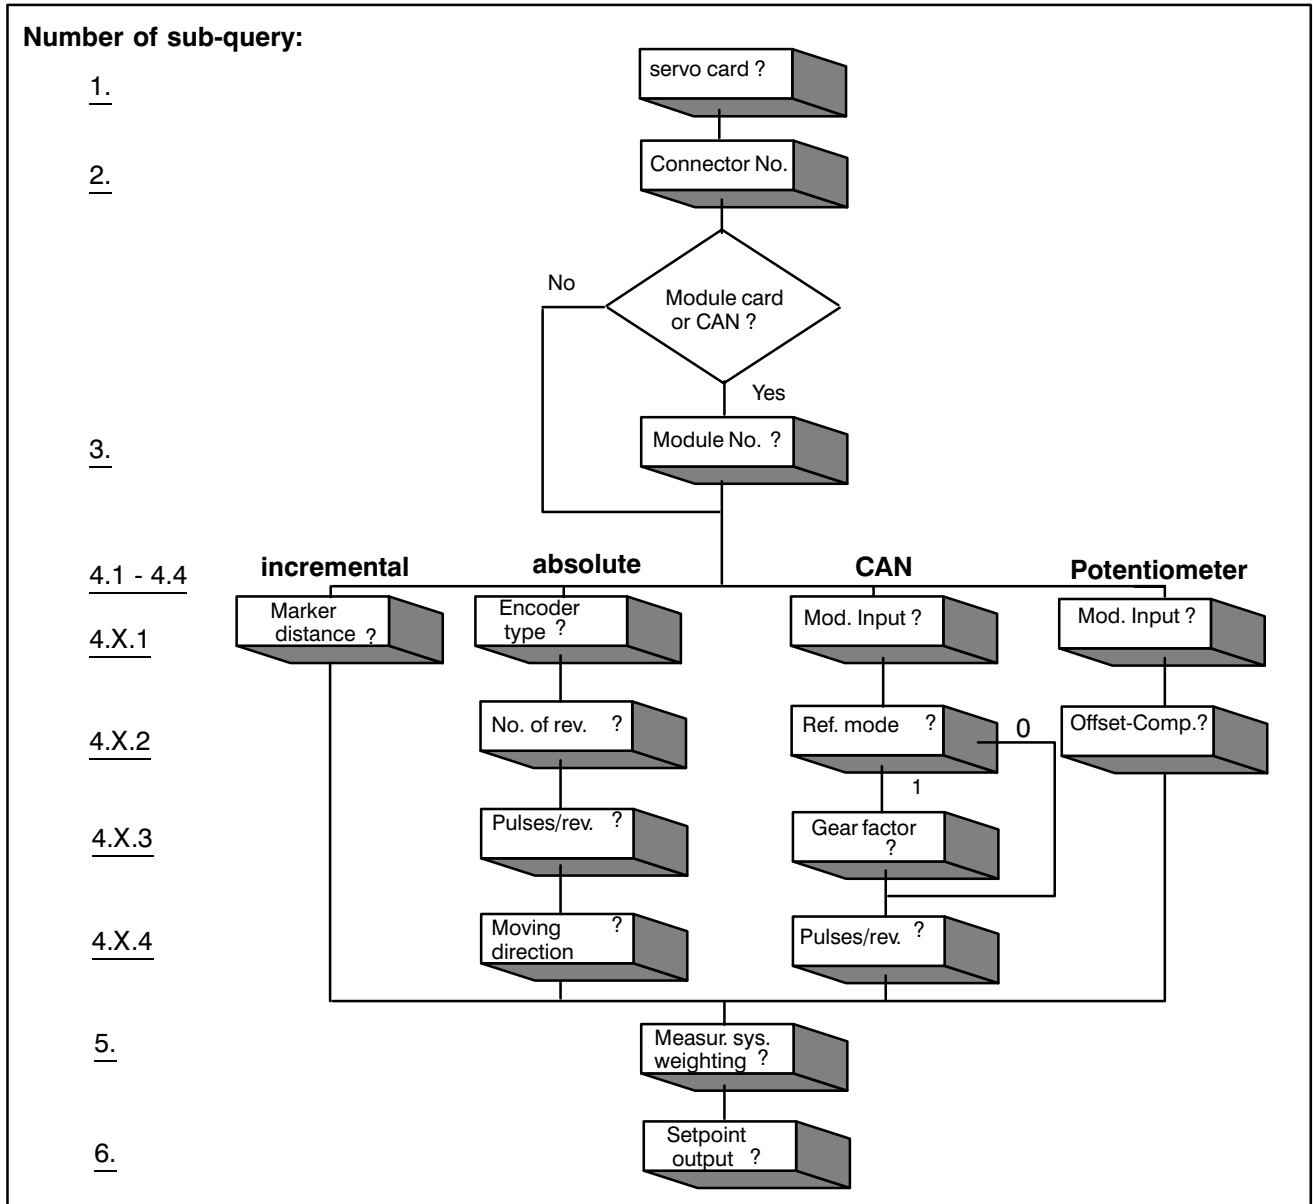 Number of sub-query:
1.
servo card ?
2.
Connector No.
No
Module card
or CAN ?
Yes
3.
Module No. ?
4.1 - 4.4
incremental
absolute
CAN
Potentiometer
4.X.1
Marker
distance ?
Encoder
type ?
Mod. Input ?
Mod. Input ?
4.X.2
No. of rev. ?
Ref. mode ?
0
Offset-Comp.?
1
4.X.3
Pulses/rev. ?
Gear factor
?
4.X.4
Moving ?
direction
Pulses/rev. ?
5.
Measur. sys.
weighting ?
6.
Setpoint
output ?